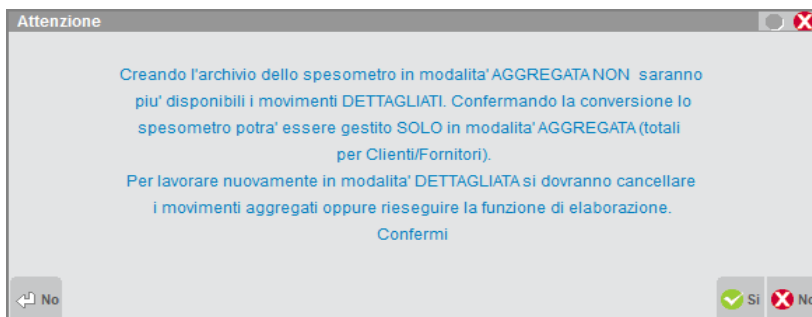 Attenzione
Creando l'archivio dello spesometro in modalita' AGGREGATA NON saranno
piu' disponibili i movimenti DETTAGLIATI. Confermando la conversione lo
spesometro potra' essere gestito SOLO in modalita' AGGREGATA (totali
per Clienti/Fornitori).
Per lavorare nuovamente in modalita' DETTAGLIATA si dovranno cancellare
i movimenti aggregati oppure rieseguire la funzione di elaborazione.
Confermi
No Si No